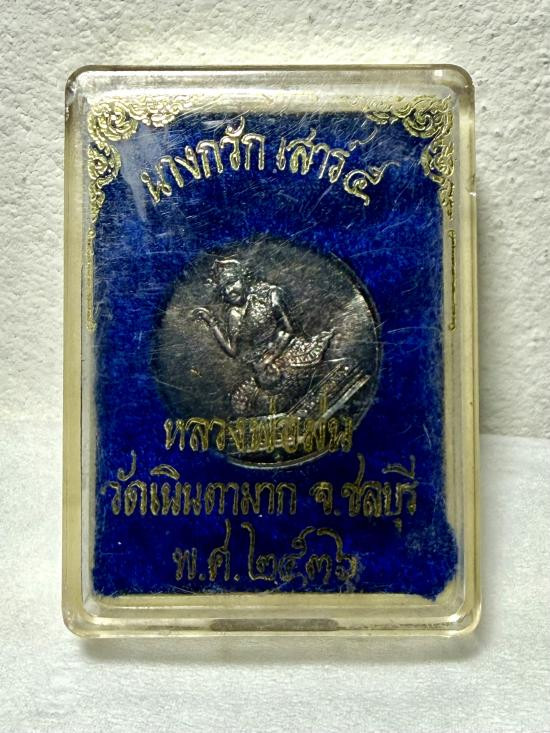 นางกวัก เสาร์ ๕
หลวงพ่อม่น
วัดเนินตามาก จ.ชลบุรี
พ.ศ.๒๕๓๖